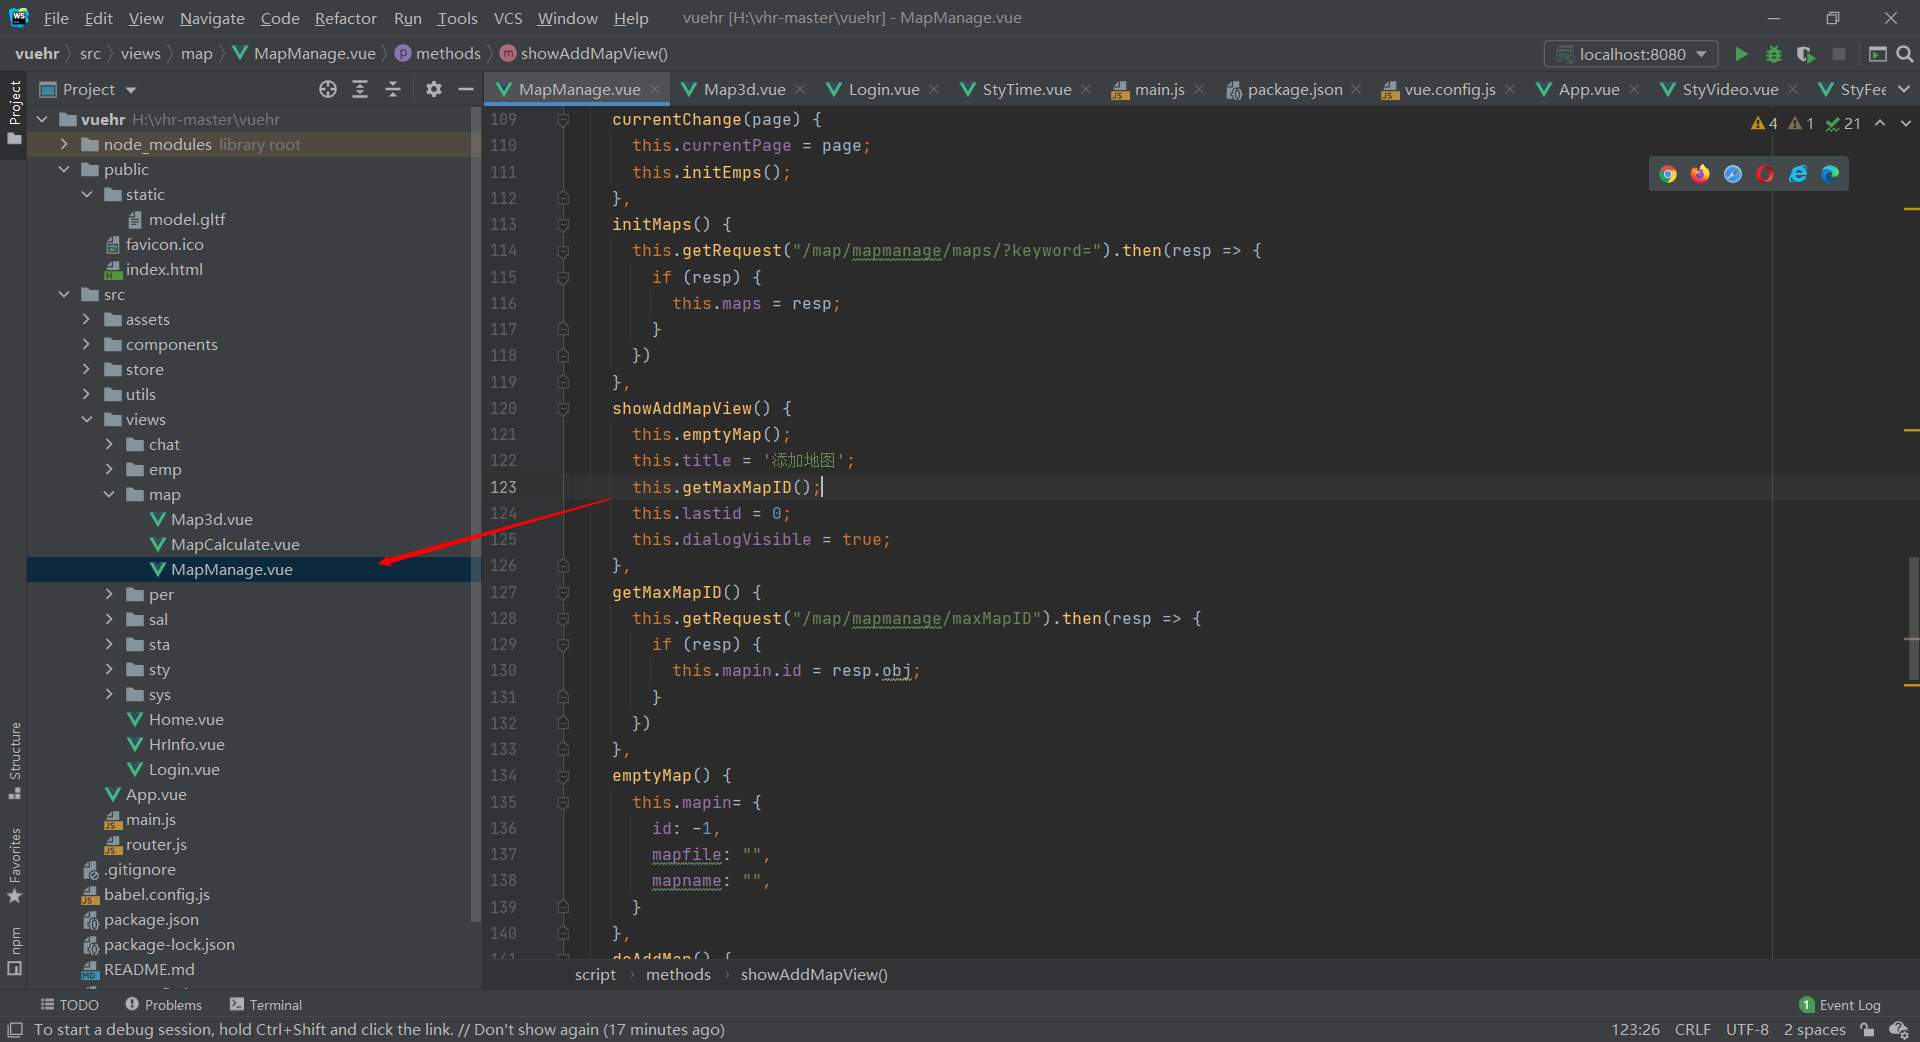 WS File Edit View Navigate Code Refactor Run Tools VCS Window Help vuehr [H:\vhr-master\vuehr] - MapManage.vue
vuehr src views map MapManage.vue p methods m showAddMapView() localhost:8080
Project
MapManage.vue Map3d.vue Login.vue StyTime.vue main.js package.json vue.config.js App.vue StyVideo.vue StyFee
4 1 21
Project
Structure
Favorites
npm
vuehr H:\vhr-master\vuehr
node_modules library root
public
static
model.gltf
favicon.ico
index.html
src
assets
components
store
utils
views
chat
emp
map
Map3d.vue
MapCalculate.vue
MapManage.vue
per
sal
sta
sty
sys
Home.vue
HrInfo.vue
Login.vue
App.vue
main.js
router.js
.gitignore
babel.config.js
package.json
package-lock.json
README.md
109 currentChange(page) {
110 this.currentPage = page;
111 this.initEmps();
112 },
113 initMaps() {
114 this.getRequest("/map/mapmanage/maps/?keyword=").then(resp => {
115 if (resp) {
116 this.maps = resp;
117 }
118 })
119 },
120 showAddMapView() {
121 this.emptyMap();
122 this.title = '添加地图';
123 this.getMaxMapID();
124 this.lastid = 0;
125 this.dialogVisible = true;
126 },
127 getMaxMapID() {
128 this.getRequest("/map/mapmanage/maxMapID").then(resp => {
129 if (resp) {
130 this.mapin.id = resp.obj;
131 }
132 })
133 },
134 emptyMap() {
135 this.mapin= {
136 id: -1,
137 mapfile: "",
138 mapname: "",
139 }
140 },
141 doAddMap() {
script methods showAddMapView()
TODO Problems Terminal 1 Event Log
To start a debug session, hold Ctrl+Shift and click the link. // Don't show again (17 minutes ago) 123:26 CRLF UTF-8 2 spaces